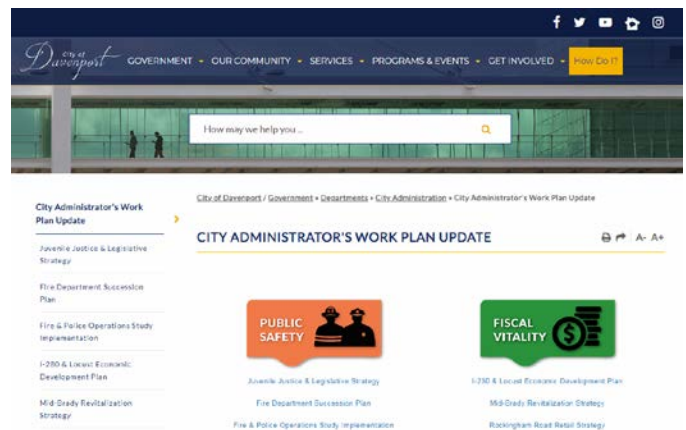 City of
Davenport
GOVERNMENT
OUR COMMUNITY
SERVICES
PROGRAMS & EVENTS
GET INVOLVED
How Do I?
How may we help you ...
City of Davenport / Government • Departments • City Administration • City Administrator's Work Plan Update
City Administrator's Work
Plan Update
CITY ADMINISTRATOR'S WORK PLAN UPDATE
A- A+
Juvenile Justice & Legislative
Strategy
Fire Department Succession
Plan
Fire & Police Operations Study
Implementation
I-280 & Locust Economic
Development Plan
Mid-Brady Revitalization
Strategy
PUBLIC
SAFETY
Juvenile Justice & Legislative Strategy
Fire Department Succession Plan
Fire & Police Operations Study Implementation
FISCAL
VITALITY
I-280 & Locust Economic Development Plan
Mid-Brady Revitalization Strategy
Rockingham Road Retail Strategy